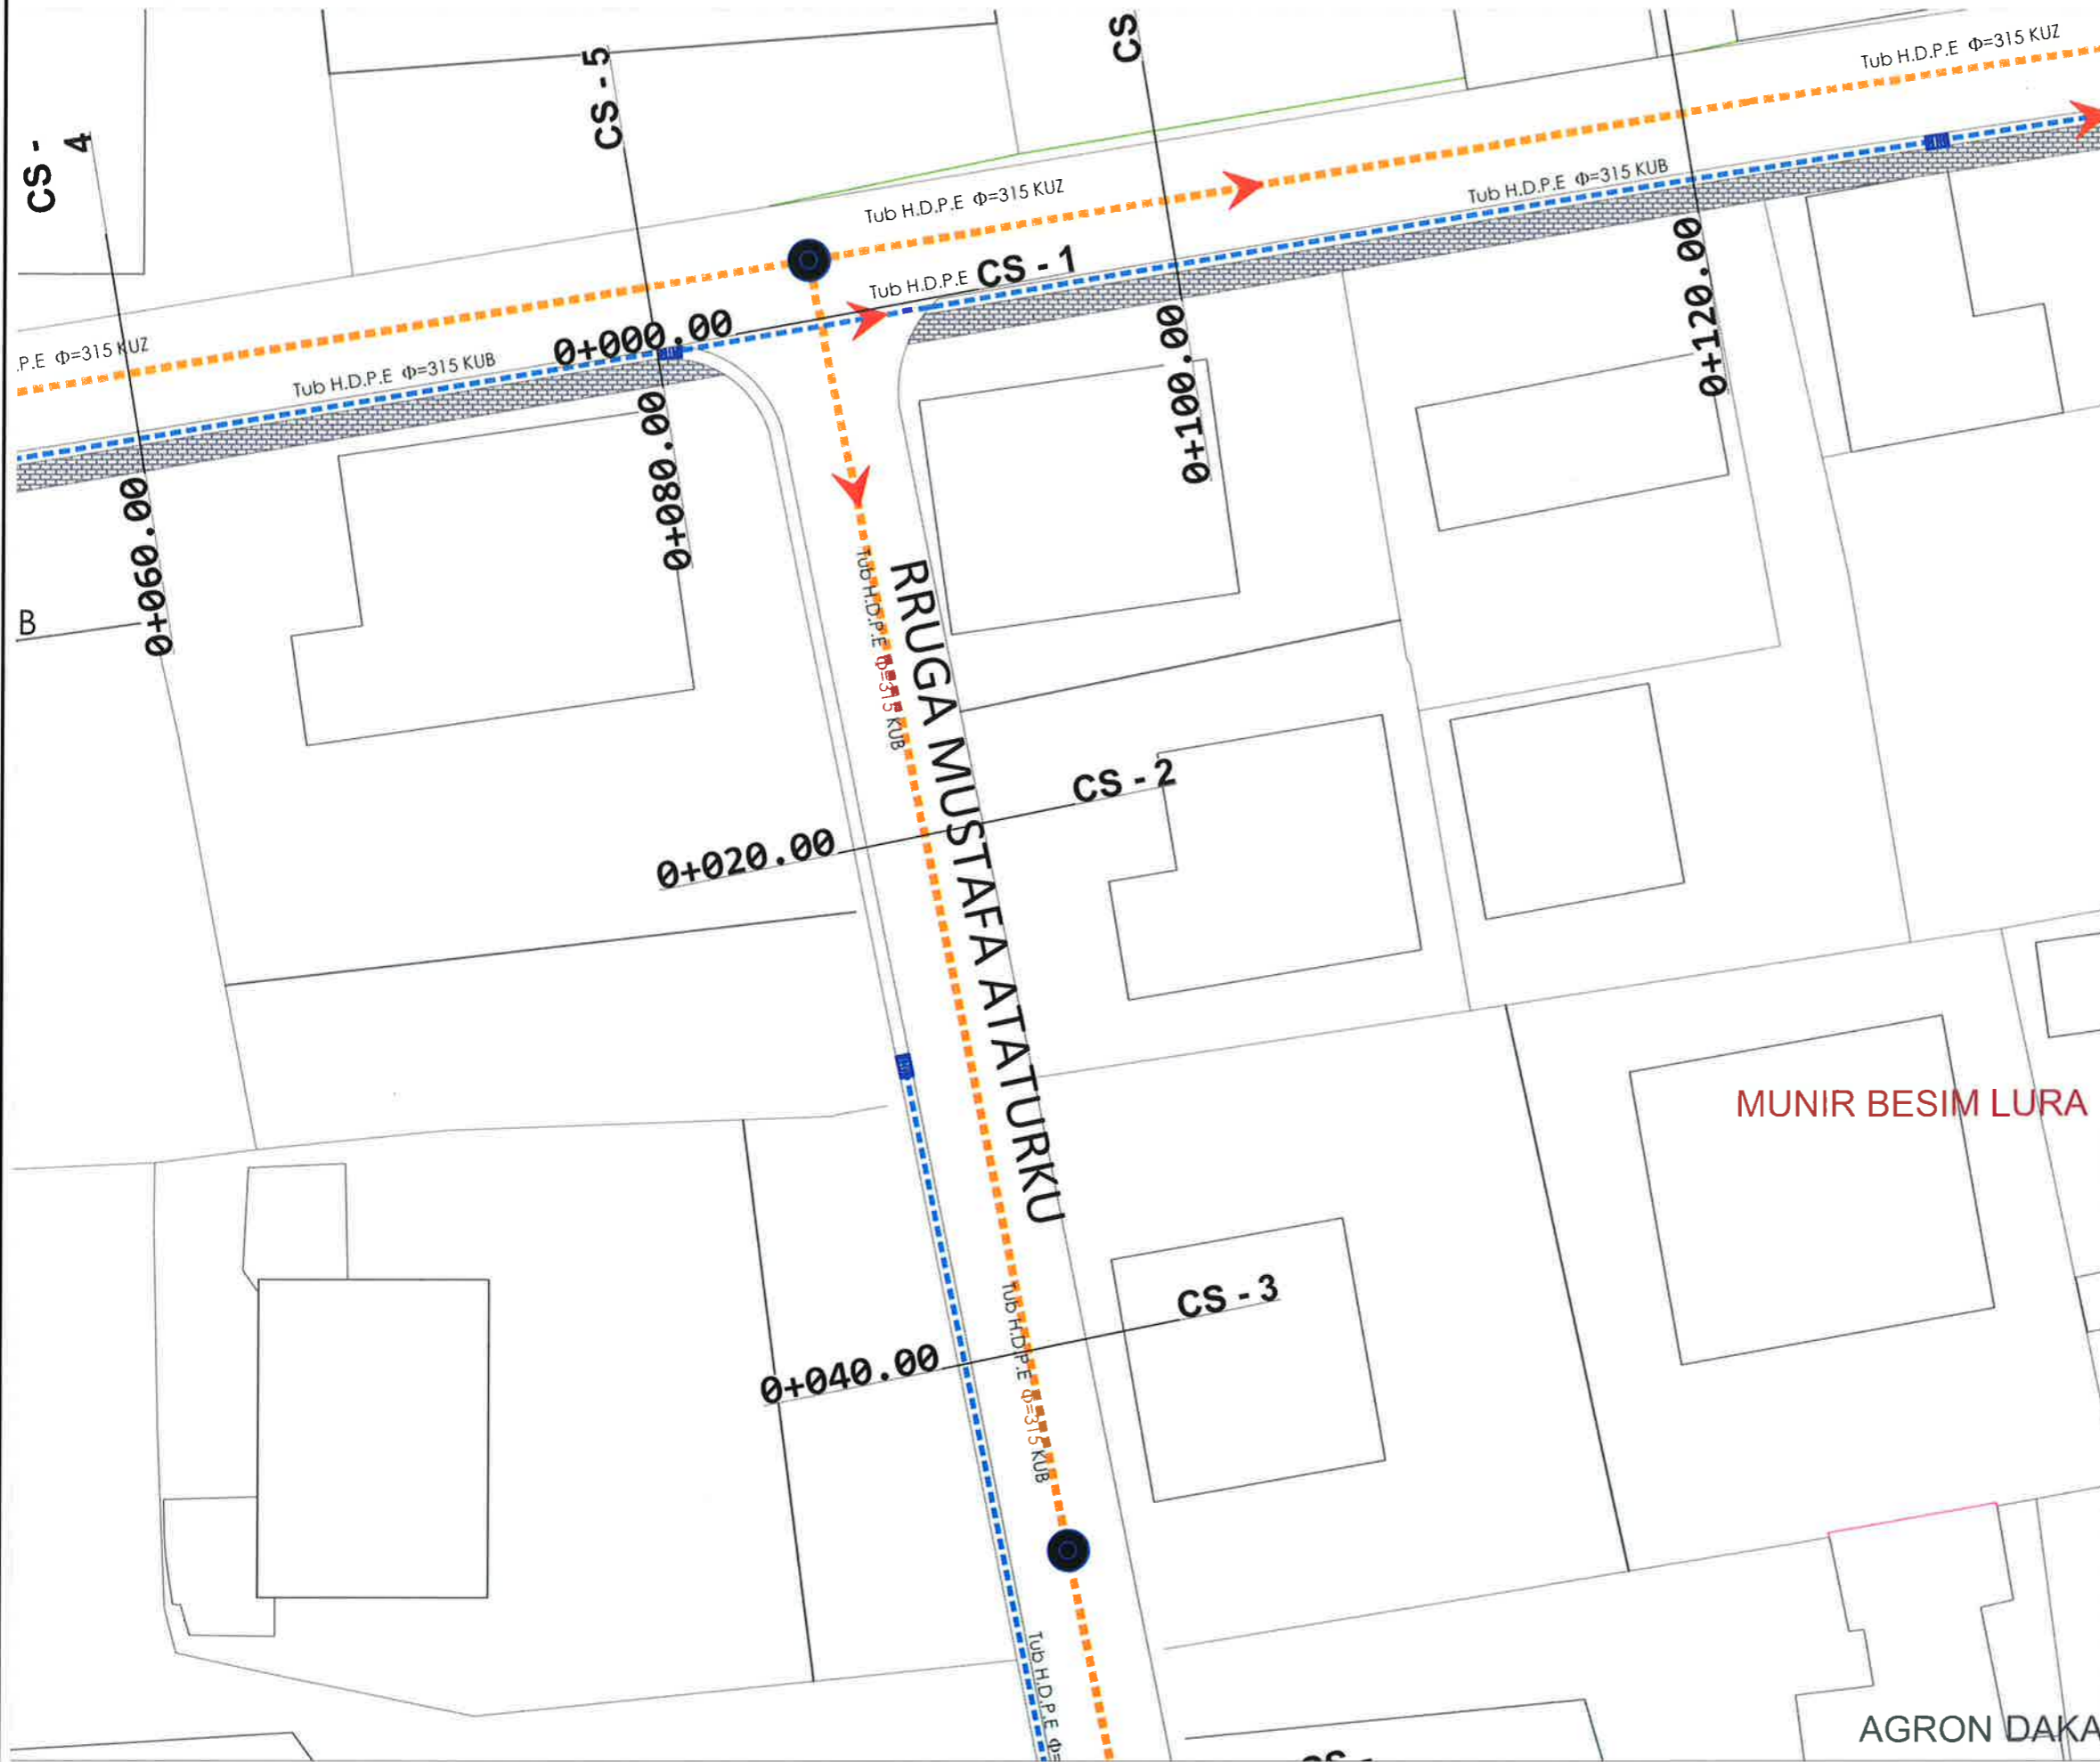 CS - 4
CS - 5
CS
Tub H.D.P.E Φ=315 KUZ
Tub H.D.P.E Φ=315 KUZ
Tub H.D.P.E Φ=315 KUB
Tub H.D.P.E CS - 1
0+000.00
.P.E Φ=315 KUZ
Tub H.D.P.E Φ=315 KUB
0+060.00
0+080.00
0+100.00
0+120.00
B
Tub H.D.P.E Φ=315 KUB
RRUGA MUSTAFA ATATURKU
CS - 2
0+020.00
MUNIR BESIM LURA
CS - 3
0+040.00
Tub H.D.P.E Φ=315 KUB
Tub H.D.P.E Φ=
AGRON DAKA